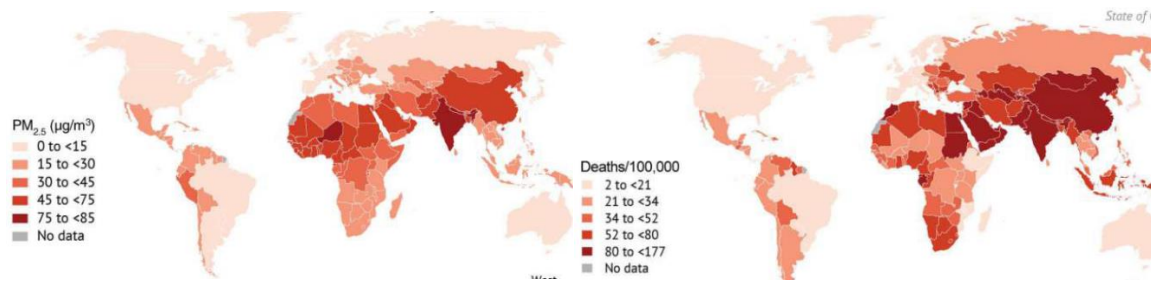 State of
PM2.5 (µg/m³)
0 to <15
15 to <30
30 to <45
45 to <75
75 to <85
No data
Deaths/100,000
2 to <21
21 to <34
34 to <52
52 to <80
80 to <177
No data